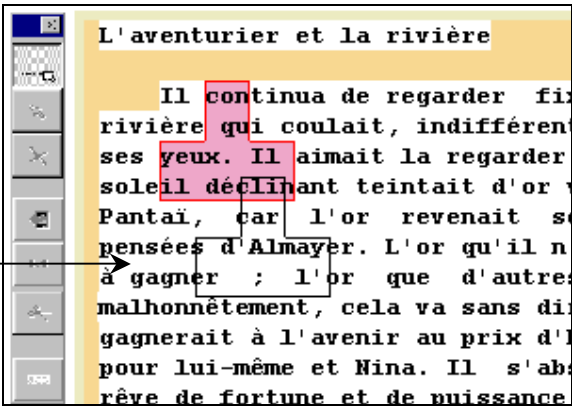 L'aventurier et la rivière
Il continua de regarder fix
rivière qui coulait, indifférent
ses yeux. Il aimait la regarder
soleil déclinant teintait d'or
Pantaï, car l'or revenait
pensées d'Almayer. L'or qu'il n
à gagner ; l'or que d'autres
malhonnêtement, cela va sans di
gagnerait à l'avenir au prix
pour lui-même et Nina. Il s'abs
rêve de fortune et de puissance